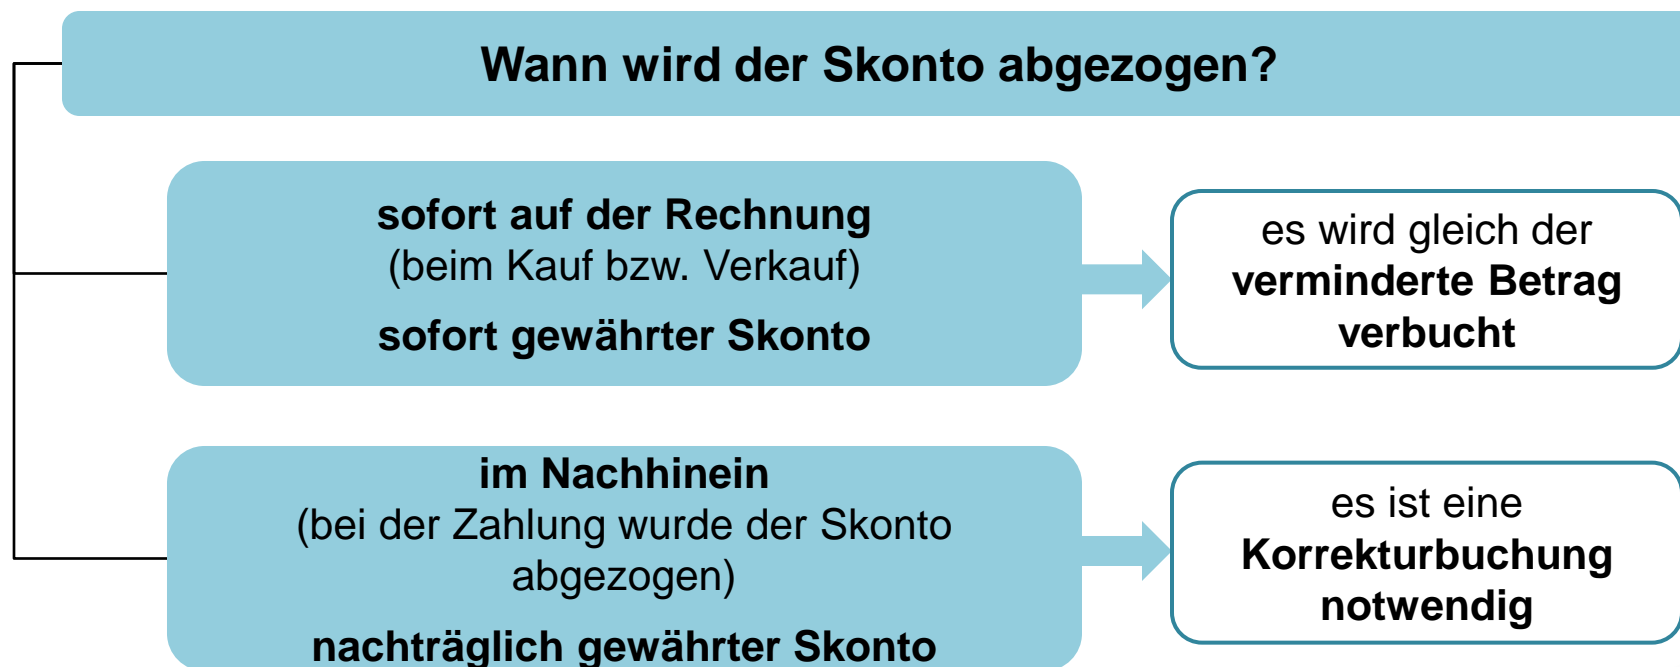 Wann wird der Skonto abgezogen?
sofort auf der Rechnung
(beim Kauf bzw. Verkauf)
sofort gewährter Skonto
es wird gleich der
verminderte Betrag
verbucht
im Nachhinein
(bei der Zahlung wurde der Skonto
abgezogen)
nachträglich gewährter Skonto
es ist eine
Korrekturbuchung
notwendig